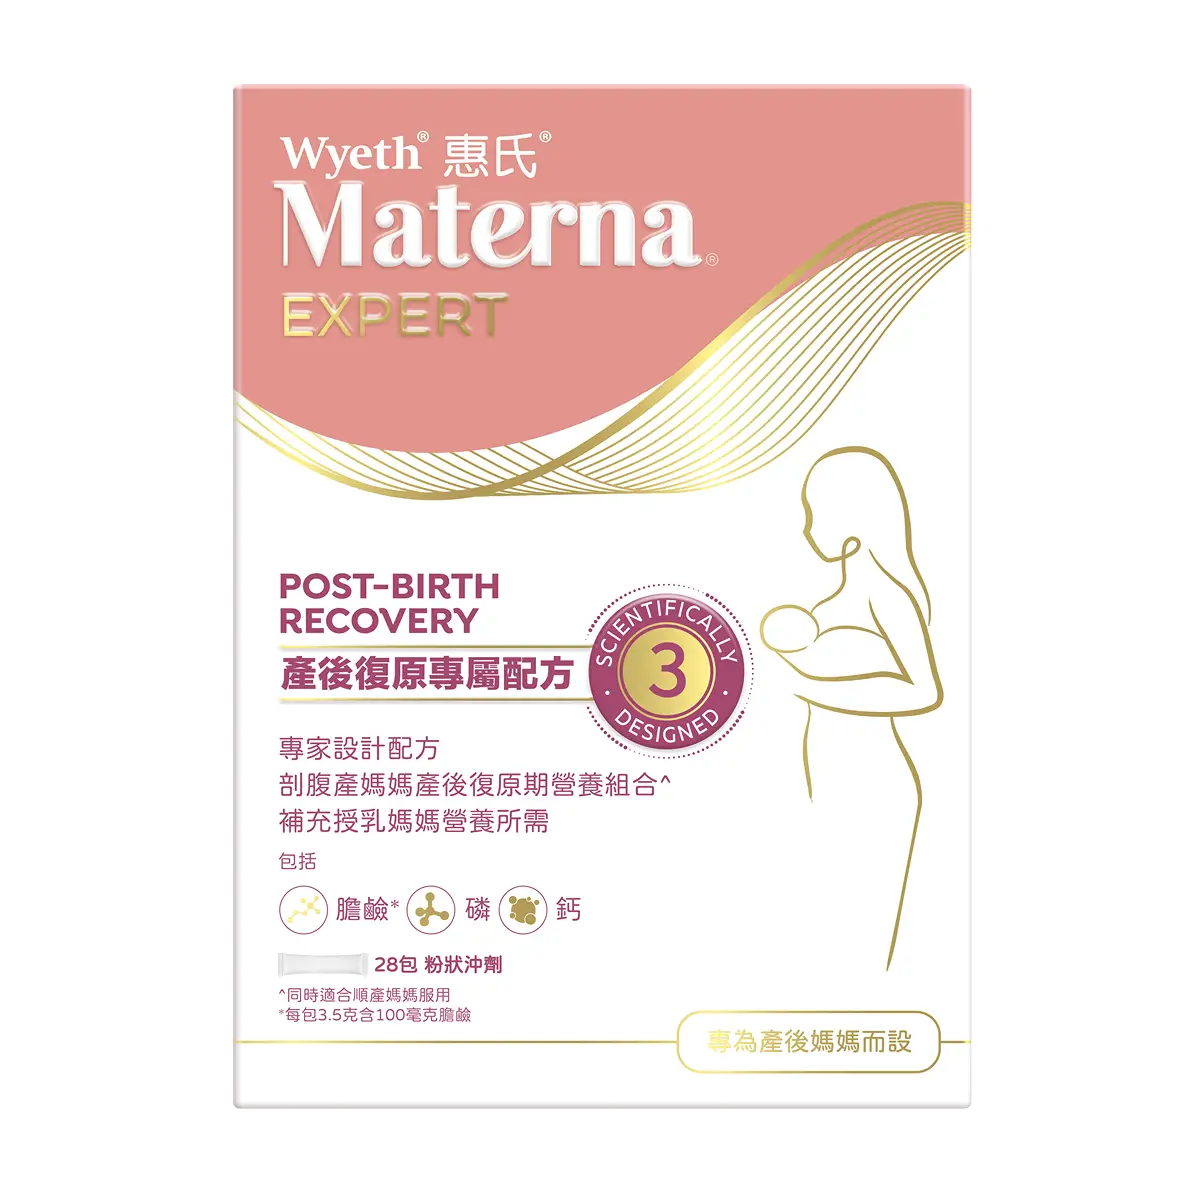 Wyeth® 惠氏®
Materna®
EXPERT
POST-BIRTH
RECOVERY
產後復原專屬配方
SCIENTIFICALLY
3
DESIGNED
專家設計配方
剖腹產媽媽產後復原期營養組合^
補充授乳媽媽營養所需
包括
膽鹼* 磷 鈣
28包 粉狀沖劑
^同時適合順產媽媽服用
*每包3.5克含100毫克膽鹼
專為產後媽媽而設